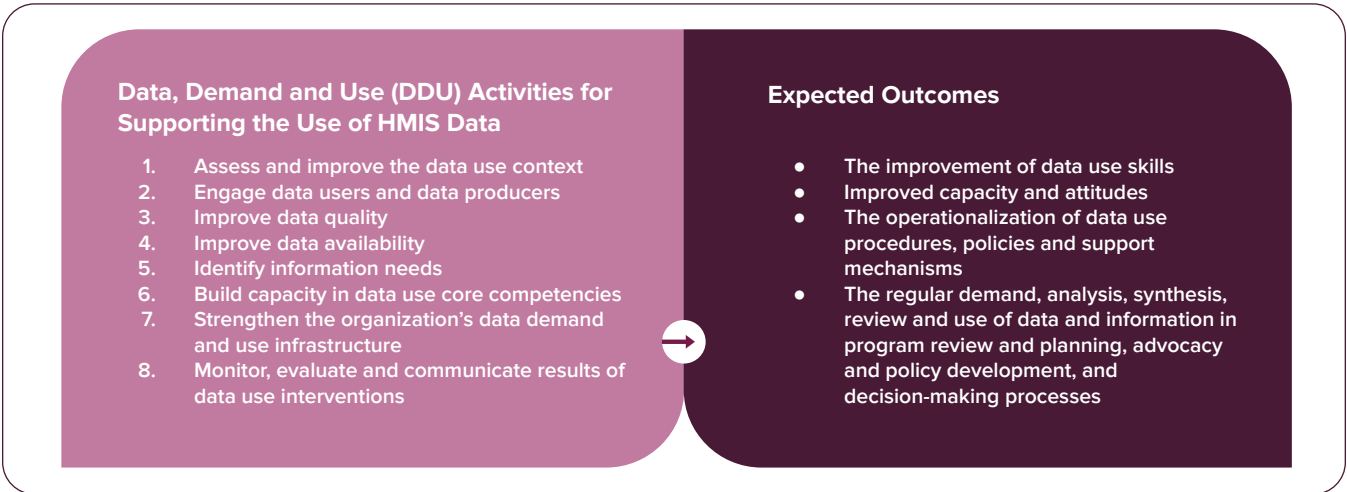 Data, Demand and Use (DDU) Activities for
Supporting the Use of HMIS Data
1. Assess and improve the data use context
2. Engage data users and data producers
3. Improve data quality
4. Improve data availability
5. Identify information needs
6. Build capacity in data use core competencies
7. Strengthen the organization’s data demand
and use infrastructure
8. Monitor, evaluate and communicate results of
data use interventions
Expected Outcomes
● The improvement of data use skills
● Improved capacity and attitudes
● The operationalization of data use
procedures, policies and support
mechanisms
● The regular demand, analysis, synthesis,
review and use of data and information in
program review and planning, advocacy
and policy development, and
decision-making processes